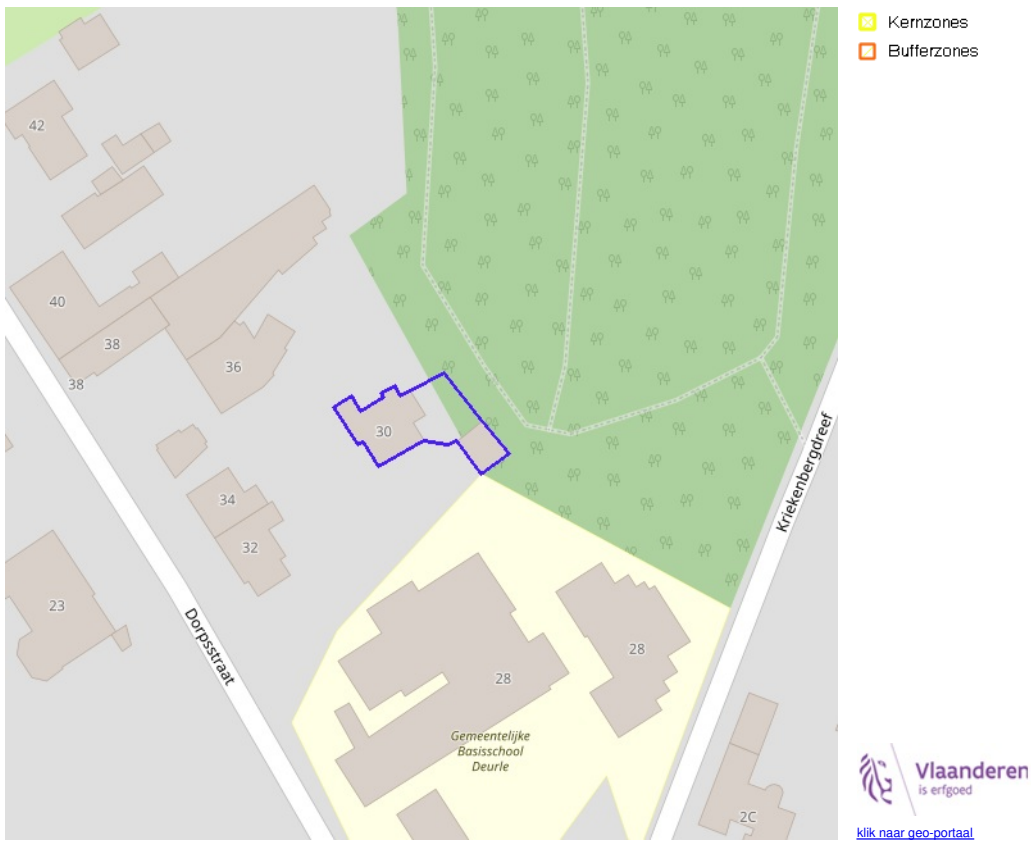 Kernzones
Bufferzones
42
40
38
38
36
30
34
32
23
Dorpsstraat
Kriekenbergdreef
28
28
Gemeentelijke
Basisschool
Deurle
2C
Vlaanderen
is erfgoed
klik naar geo-portaal